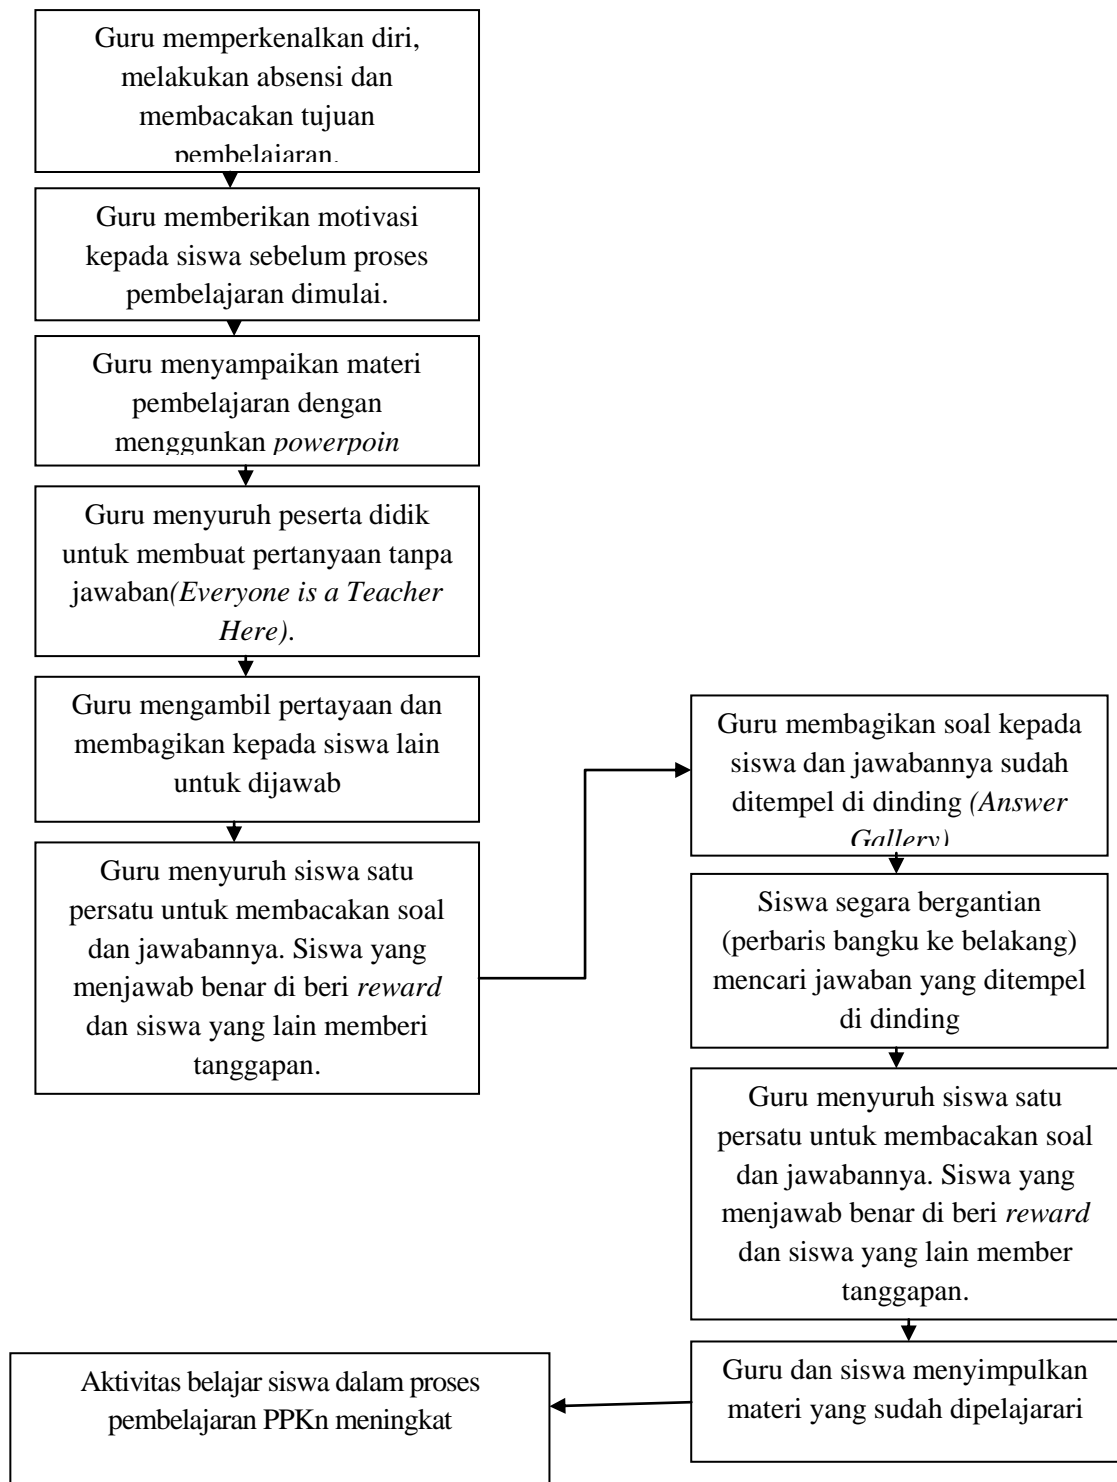 Guru memperkenalkan diri,
melakukan absensi dan
membacakan tujuan
pembelajaran.
Guru memberikan motivasi
kepada siswa sebelum proses
pembelajaran dimulai.
Guru menyampaikan materi
pembelajaran dengan
menggunkan powerpoin
Guru menyuruh peserta didik
untuk membuat pertanyaan tanpa
jawaban(Everyone is a Teacher
Here).
Guru mengambil pertayaan dan
membagikan kepada siswa lain
untuk dijawab
Guru menyuruh siswa satu
persatu untuk membacakan soal
dan jawabannya. Siswa yang
menjawab benar di beri reward
dan siswa yang lain memberi
tanggapan.
Guru membagikan soal kepada
siswa dan jawabannya sudah
ditempel di dinding (Answer
Gallery)
Siswa segara bergantian
(perbaris bangku ke belakang)
mencari jawaban yang ditempel
di dinding
Guru menyuruh siswa satu
persatu untuk membacakan soal
dan jawabannya. Siswa yang
menjawab benar di beri reward
dan siswa yang lain member
tanggapan.
Guru dan siswa menyimpulkan
materi yang sudah dipelajarari
Aktivitas belajar siswa dalam proses
pembelajaran PPKn meningkat